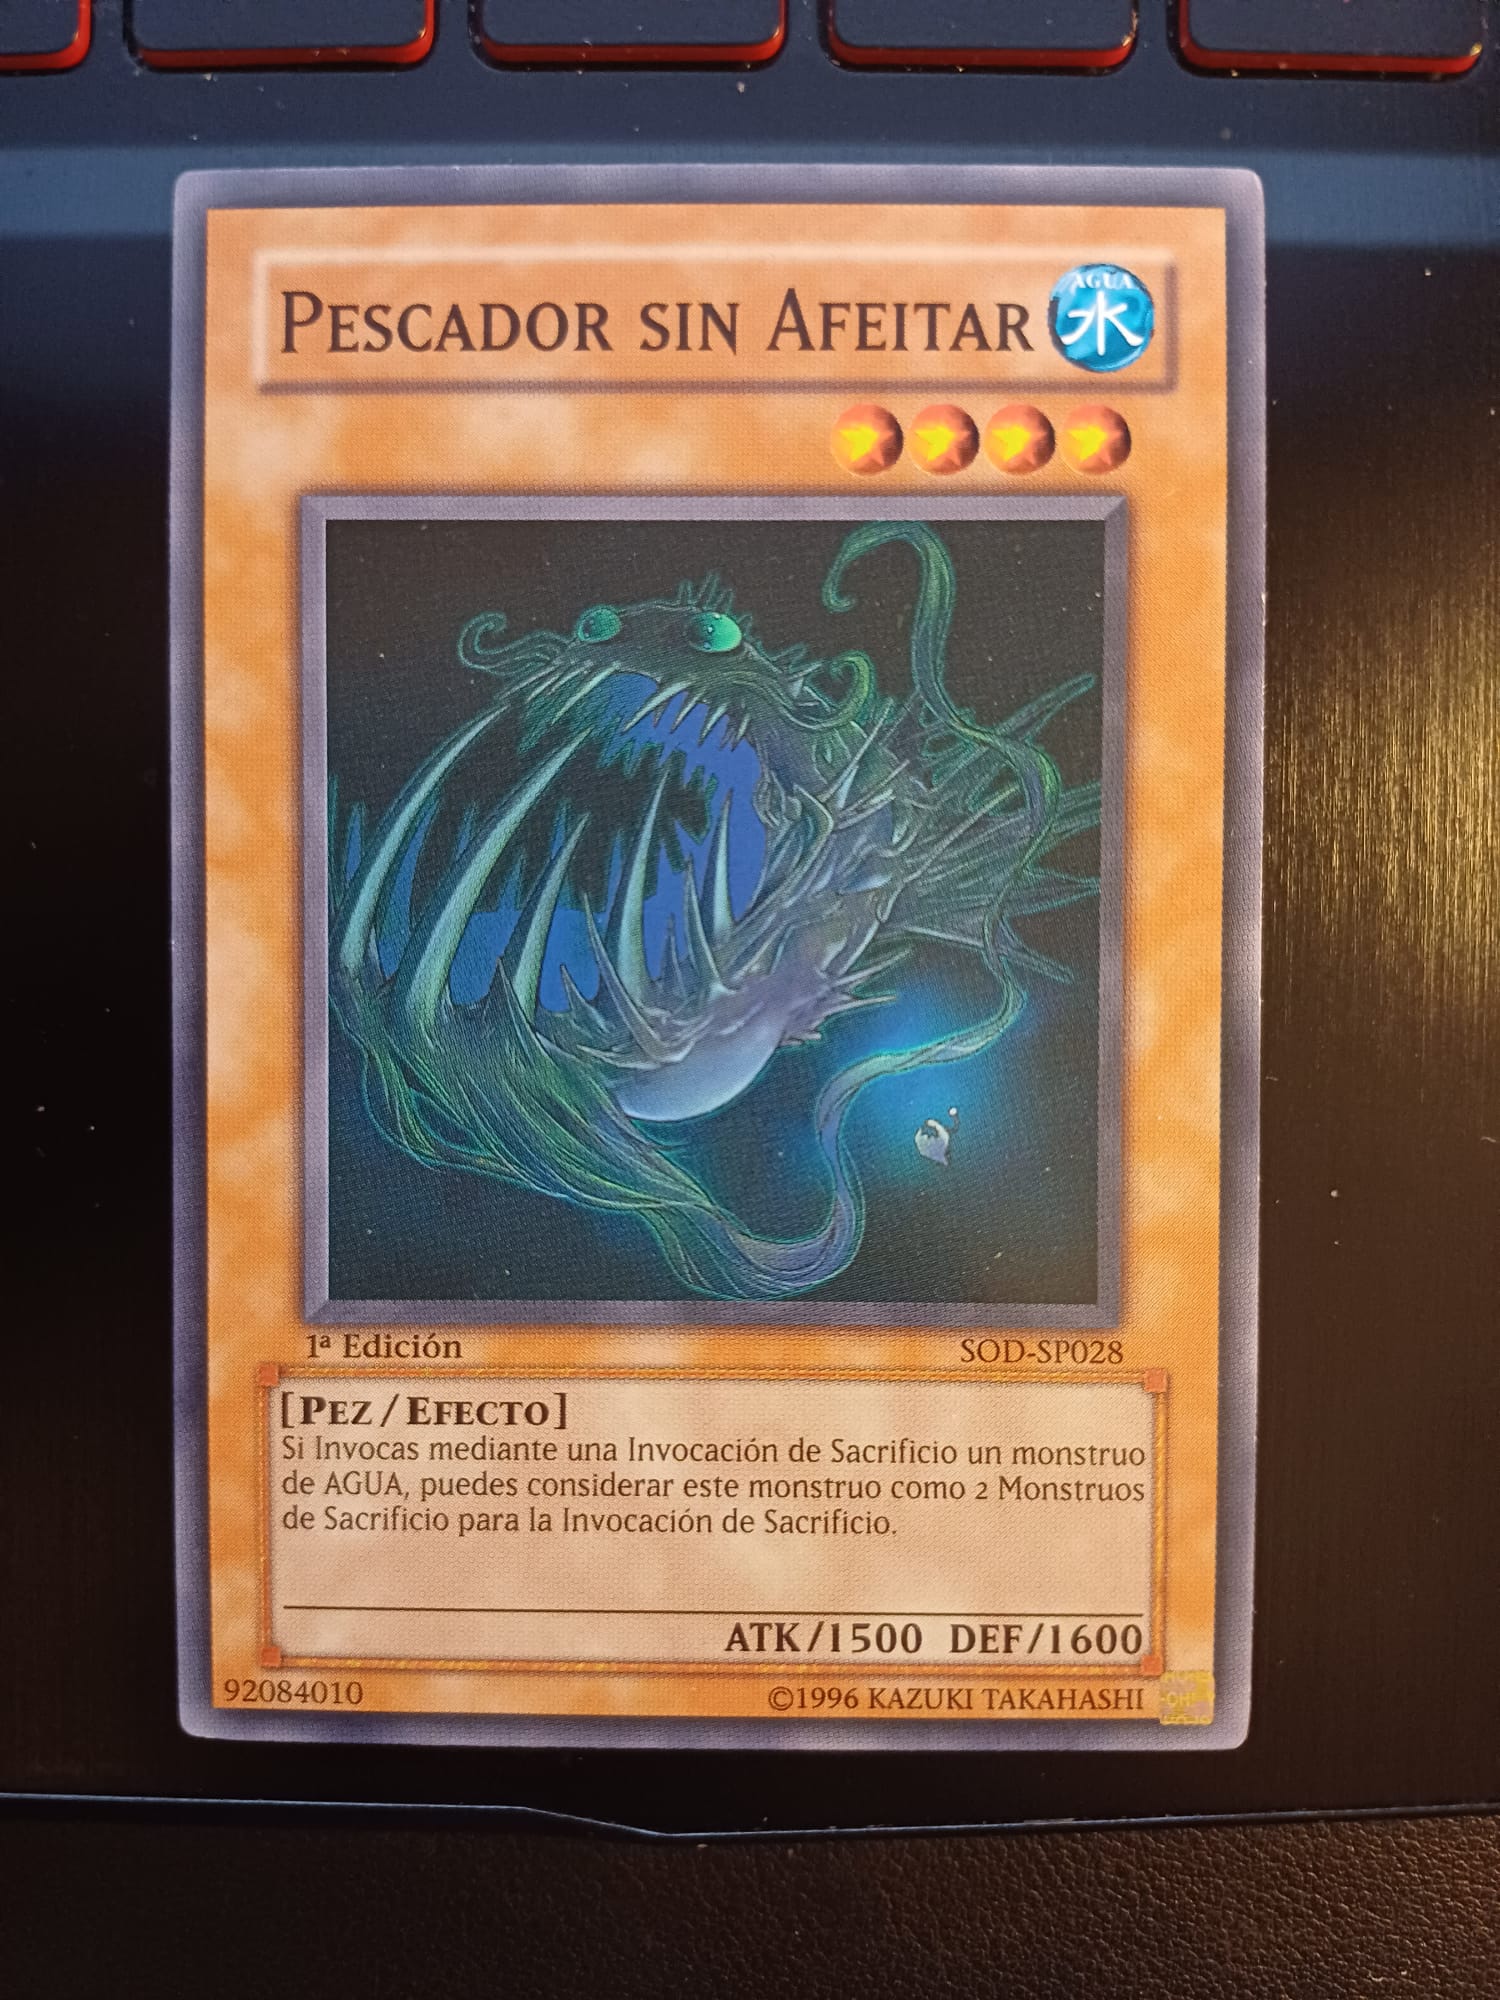 PESCADOR SIN AFEITAR
AGUA
水
1ª Edición
SOD-SP028
[PEZ/EFECTO]
Si Invocas mediante una Invocación de Sacrificio un monstruo
de AGUA, puedes considerar este monstruo como 2 Monstruos
de Sacrificio para la Invocación de Sacrificio.
ATK/1500 DEF/1600
92084010
©1996 KAZUKI TAKAHASHI